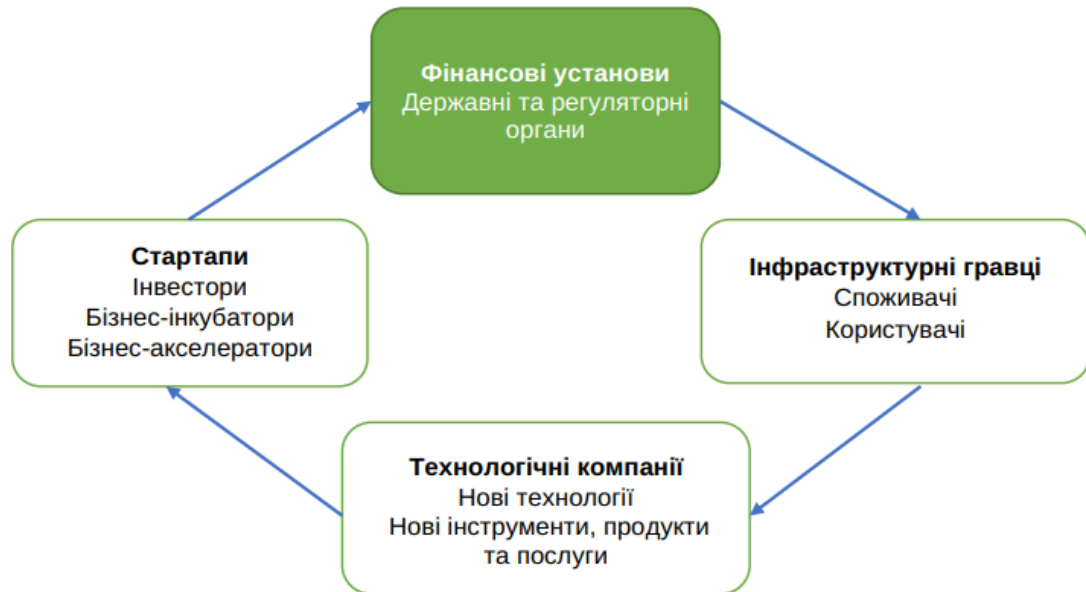 Фінансові установи
Державні та регуляторні
органи
Стартапи
Інвестори
Бізнес-інкубатори
Бізнес-акселератори
Інфраструктурні гравці
Споживачі
Користувачі
Технологічні компанії
Нові технології
Нові інструменти, продукти
та послуги